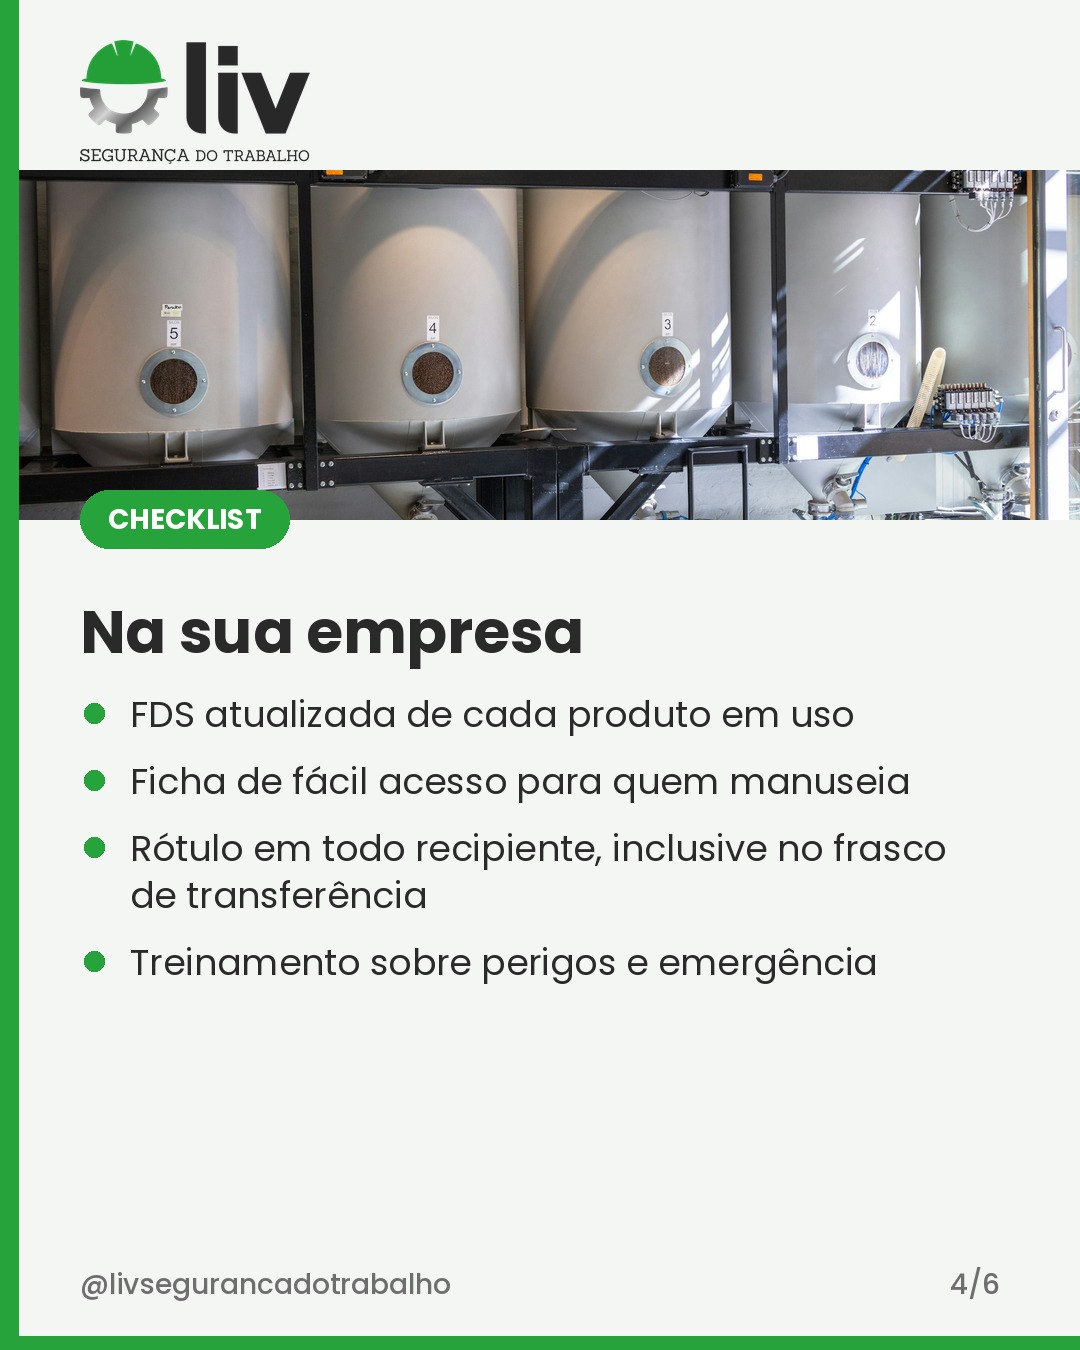 liv
SEGURANÇA DO TRABALHO
5
4
3
2
CHECKLIST
Na sua empresa
FDS atualizada de cada produto em uso
Ficha de fácil acesso para quem manuseia
Rótulo em todo recipiente, inclusive no frasco
de transferência
Treinamento sobre perigos e emergência
@livsegurancadotrabalho
4/6